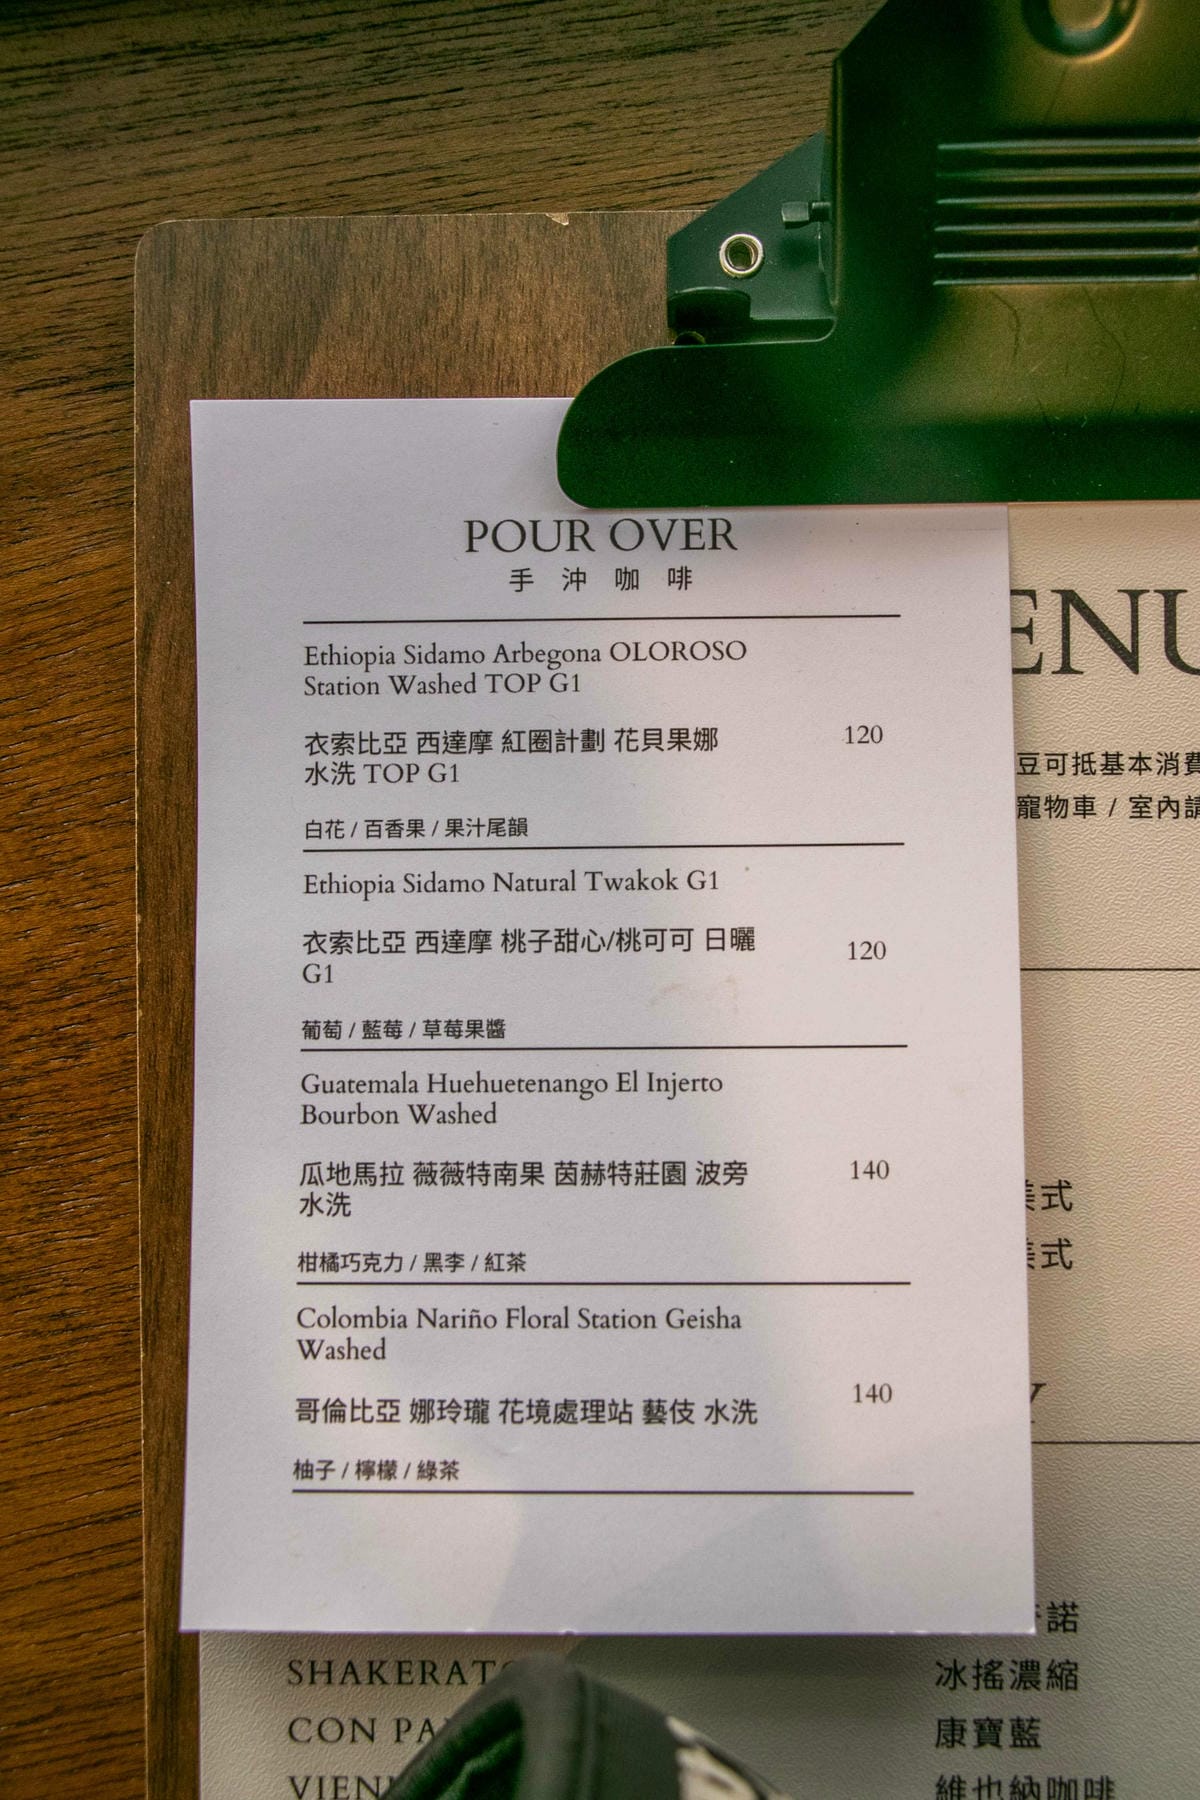 POUR OVER
手沖咖啡
Ethiopia Sidamo Arbegona OLOROSO
Station Washed TOP G1
衣索比亞 西達摩 紅圈計劃 花貝果娜
水洗 TOP G1
120
白花 / 百香果 / 果汁尾韻
Ethiopia Sidamo Natural Twakok G1
衣索比亞 西達摩 桃子甜心/桃可可 日曬
G1
120
葡萄 / 藍莓 / 草莓果醬
Guatemala Huehuetenango El Injerto
Bourbon Washed
瓜地馬拉 薇薇特南果 茵赫特莊園 波旁
水洗
140
柑橘巧克力 / 黑李 / 紅茶
Colombia Nariño Floral Station Geisha
Washed
哥倫比亞 娜玲瓏 花境處理站 藝伎 水洗
140
柚子 / 檸檬 / 綠茶
ENU
豆可抵基本消費
寵物車 / 室內請
美式
美式
Y
諾
SHAKERAT
冰搖濃縮
CON PA
康寶藍
VIEN
維也納咖啡